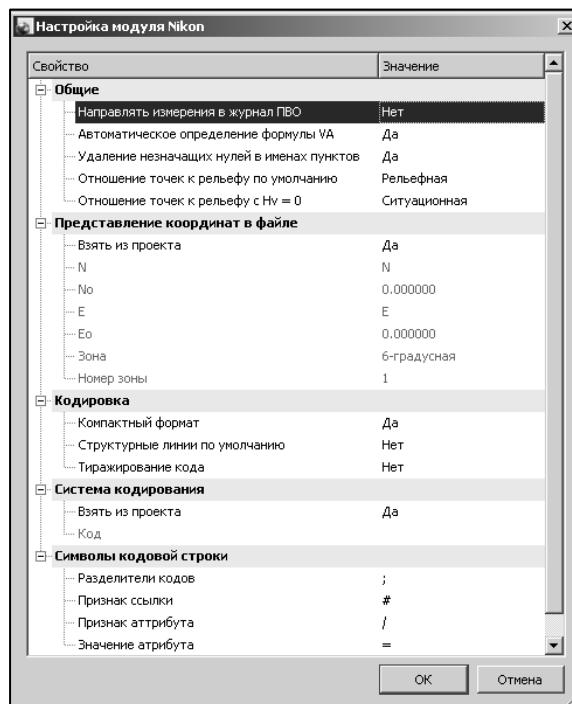 Настройка модуля Nikon
Свойство Значение
Общие
Направлять измерения в журнал ПВО Нет
Автоматическое определение формулы VA Да
Удаление незначащих нулей в именах пунктов Да
Отношение точек к рельефу по умолчанию Рельефная
Отношение точек к рельефу с Hv = 0 Ситуационная
Представление координат в файле
Взять из проекта Да
N N
No 0.000000
E E
Eo 0.000000
Зона 6-градусная
Номер зоны 1
Кодировка
Компактный формат Да
Структурные линии по умолчанию Нет
Тиражирование кода Нет
Система кодирования
Взять из проекта Да
Код
Символы кодовой строки
Разделители кодов ;
Признак ссылки #
Признак аттрибута /
Значение атрибута =
OK Отмена